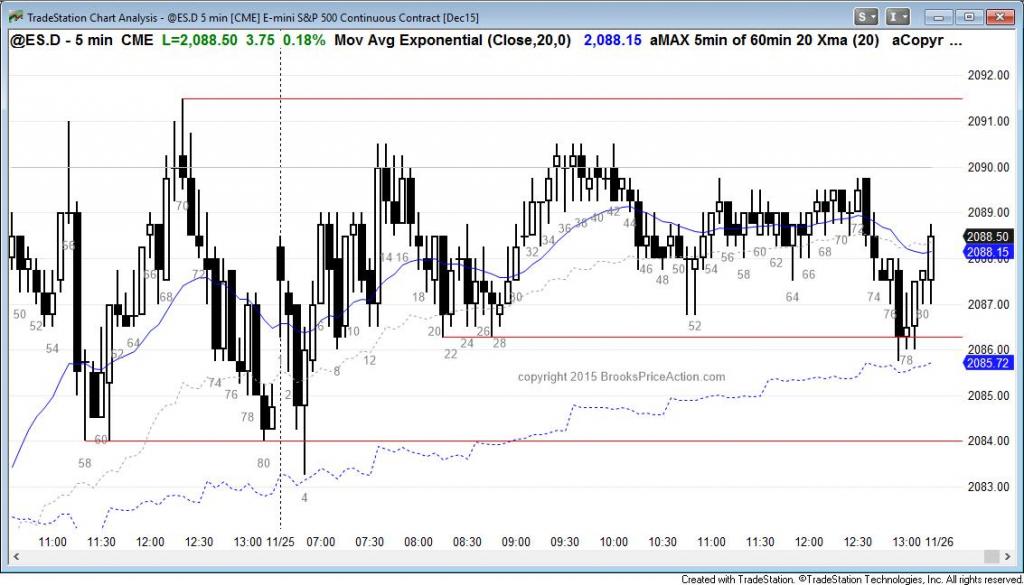 TradeStation Chart Analysis - @ES.D 5 min [CME] E-mini S&P 500 Continuous Contract [Dec15]
S I
@ES.D - 5 min CME L=2,088.50 3.75 0.18% Mov Avg Exponential (Close,20,0) 2,088.15 aMAX 5min of 60min 20 Xma (20) aCopyr ...
2092.00
2091.00
2090.00
2089.00
2088.50
2088.15
2088.00
2087.00
2086.00
2085.72
2085.00
2084.00
2083.00
50 52 54 56 58 60 62 64 66 68 70 72 74 76 78 80
2 4 6 8 10 12 14 16 18 20 22 24 26 28 30 32 34 36 38 40 42 44 46 48 50 52 54 56 58 60 62 64 66 68 70 72 74 76 78 80
copyright 2015 BrooksPriceAction.com
11:00 11:30 12:00 12:30 13:00 11/25 07:00 07:30 08:00 08:30 09:00 09:30 10:00 10:30 11:00 11:30 12:00 12:30 13:00 11/26
Created with TradeStation. ©TradeStation Technologies, Inc. All rights reserved.